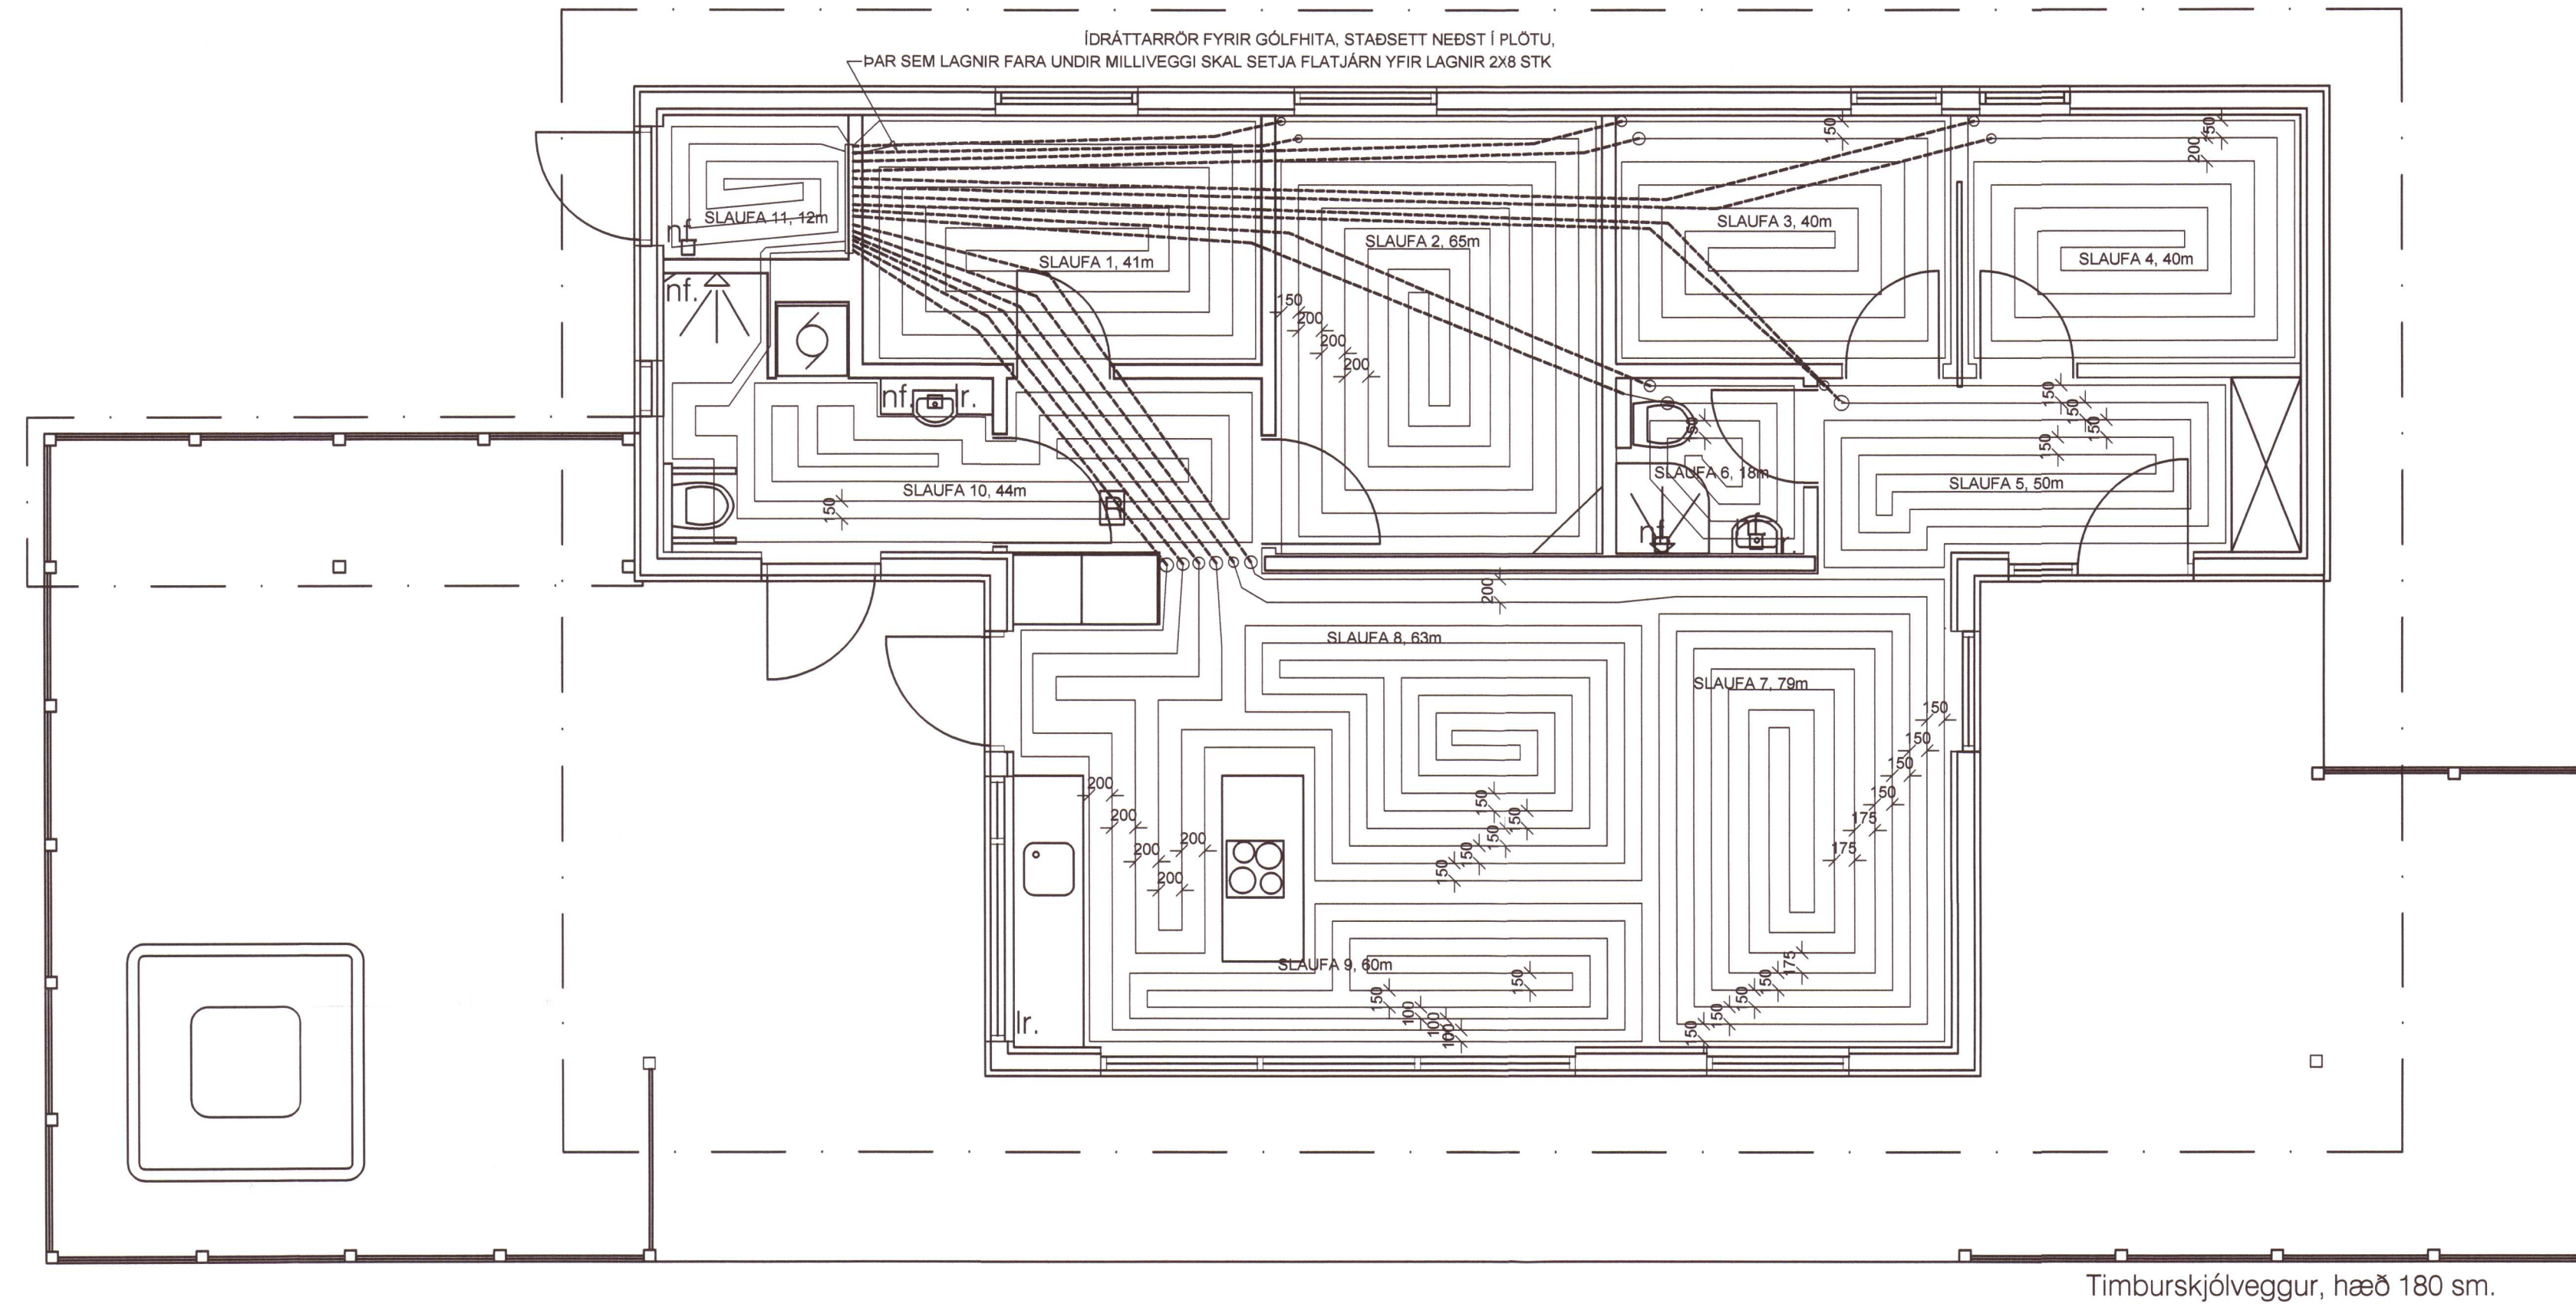 ÍDRÁTTARRÖR FYRIR GÓLFHITA, STAÐSETT NEÐST Í PLÖTU,
ÞAR SEM LAGNIR FARA UNDIR MILLIVEGGI SKAL SETJA FLATJÁRN YFIR LAGNIR 2X8 STK
150
50
200
SLAUFA 11, 12m
nf.
SLAUFA 3, 40m
SLAUFA 2, 65m
SLAUFA 1, 41m
SLAUFA 4, 40m
nf.
150
200
200
200
nf.
lr.
150
150
150
150
50
SLAUFA 6, 18m
SLAUFA 5, 50m
SLAUFA 10, 44m
150
nf.
lr.
200
SLAUFA 8, 63m
SLAUFA 7, 79m
150
150
150
150
175
175
200
200
200
200
200
150
150
150
150
150
SLAUFA 9, 60m
150
150
100
100
100
175
150
150
150
150
lr.
Timburskjólveggur, hæð 180 sm.